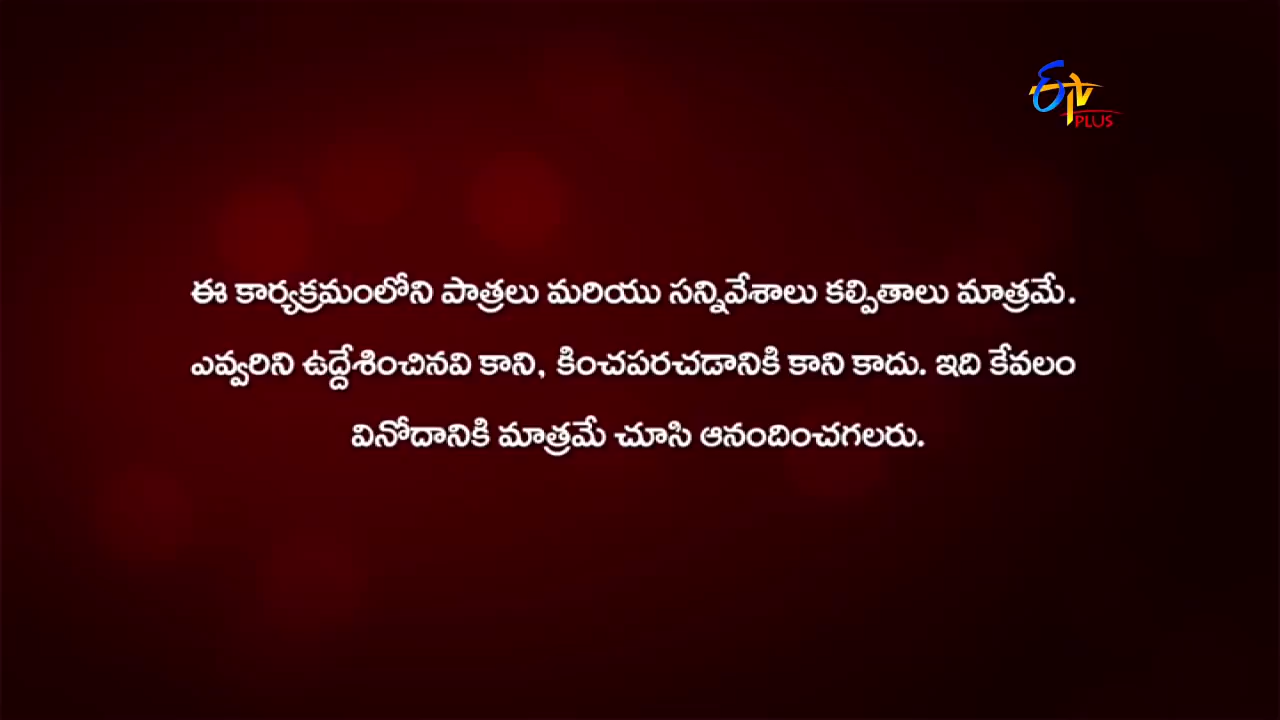 ETV
PLUS
ఈ కార్యక్రమంలోని పాత్రలు మరియు సన్నివేశాలు కల్పితాలు మాత్రమే.
ఎవ్వరిని ఉద్దేశించినవి కాని, కించపరచడానికి కాని కాదు. ఇది కేవలం
వినోదానికి మాత్రమే చూసి ఆనందించగలరు.